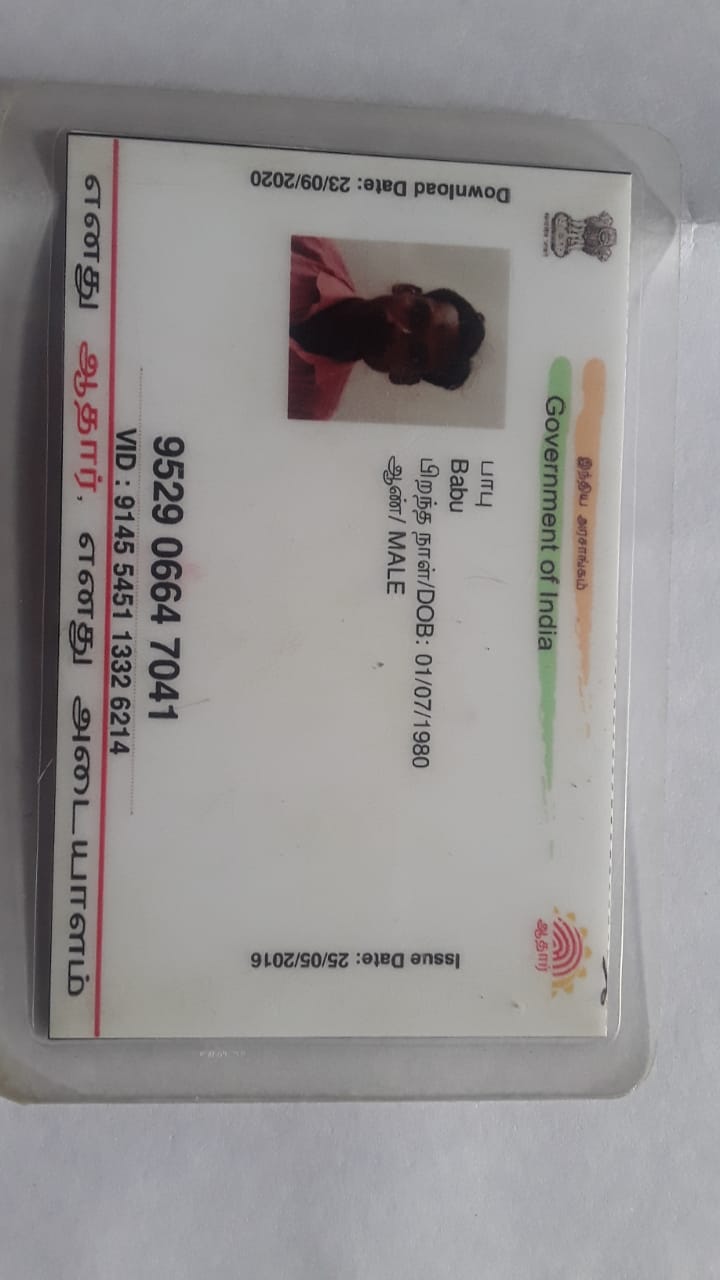 இந்திய அரசாங்கம்
Government of India
Download Date: 23/09/2020
பாபு
Babu
பிறந்த நாள்/DOB: 01/07/1980
ஆண்/ MALE
Issue Date: 25/05/2016
ஆதார்
9529 0664 7041
VID : 9145 5451 1332 6214
எனது ஆதார், எனது அடையாளம்